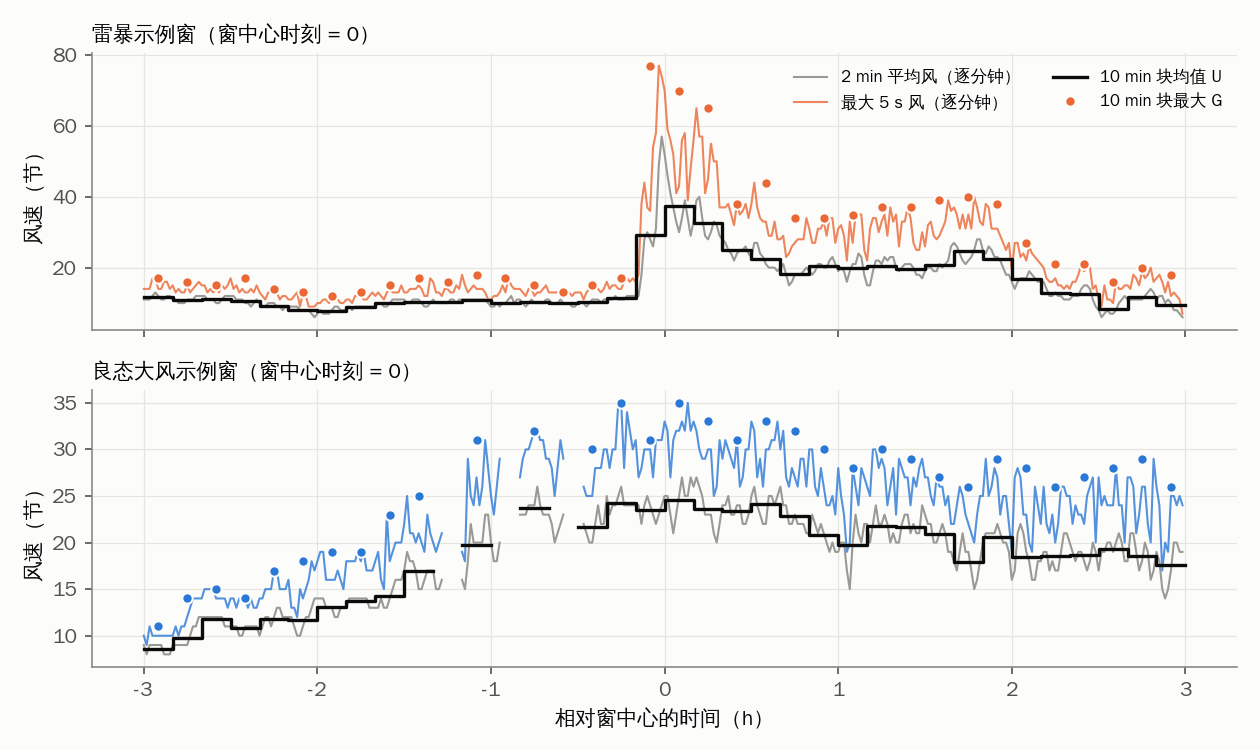 雷暴示例窗（窗中心时刻 = 0）
2 min 平均风（逐分钟）
最大 5 s 风（逐分钟）
10 min 块均值 U
10 min 块最大 G
风速（节）
80
60
40
20
良态大风示例窗（窗中心时刻 = 0）
风速（节）
35
30
25
20
15
10
-3 -2 -1 0 1 2 3
相对窗中心的时间（h）